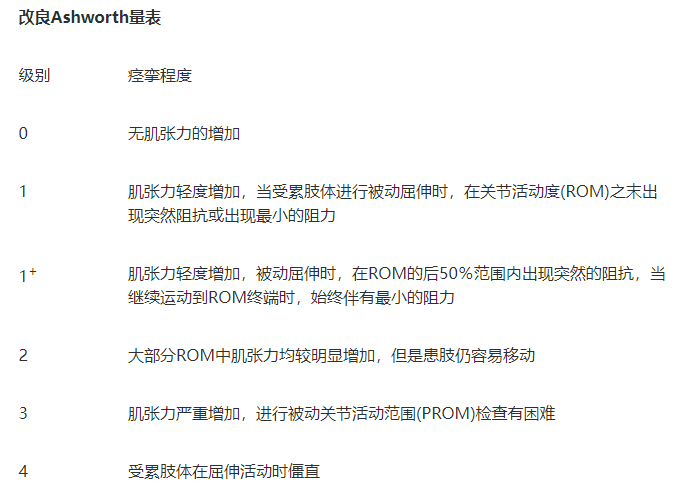 改良Ashworth量表
级别 痉挛程度
0 无肌张力的增加
1 肌张力轻度增加，当受累肢体进行被动屈伸时，在关节活动度(ROM)之末出
现突然阻抗或出现最小的阻力
1⁺ 肌张力轻度增加，被动屈伸时，在ROM的后50%范围内出现突然的阻抗，当
继续运动到ROM终端时，始终伴有最小的阻力
2 大部分ROM中肌张力均较明显增加，但是患肢仍容易移动
3 肌张力严重增加，进行被动关节活动范围(PROM)检查有困难
4 受累肢体在屈伸活动时僵直